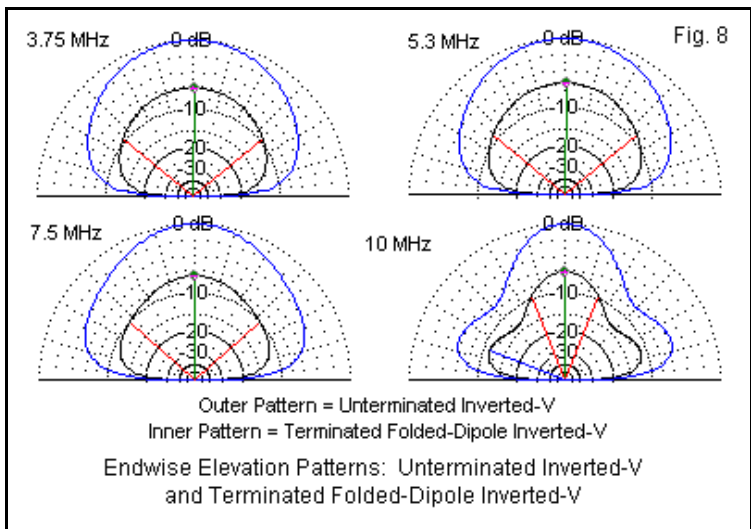 3.75 MHz
0 dB
-10
-20
-30
5.3 MHz
0 dB
Fig. 8
-10
-20
-30
7.5 MHz
0 dB
-10
-20
-30
10 MHz
0 dB
-10
-20
-30
Outer Pattern = Unterminated Inverted-V
Inner Pattern = Terminated Folded-Dipole Inverted-V
Endwise Elevation Patterns: Unterminated Inverted-V
and Terminated Folded-Dipole Inverted-V